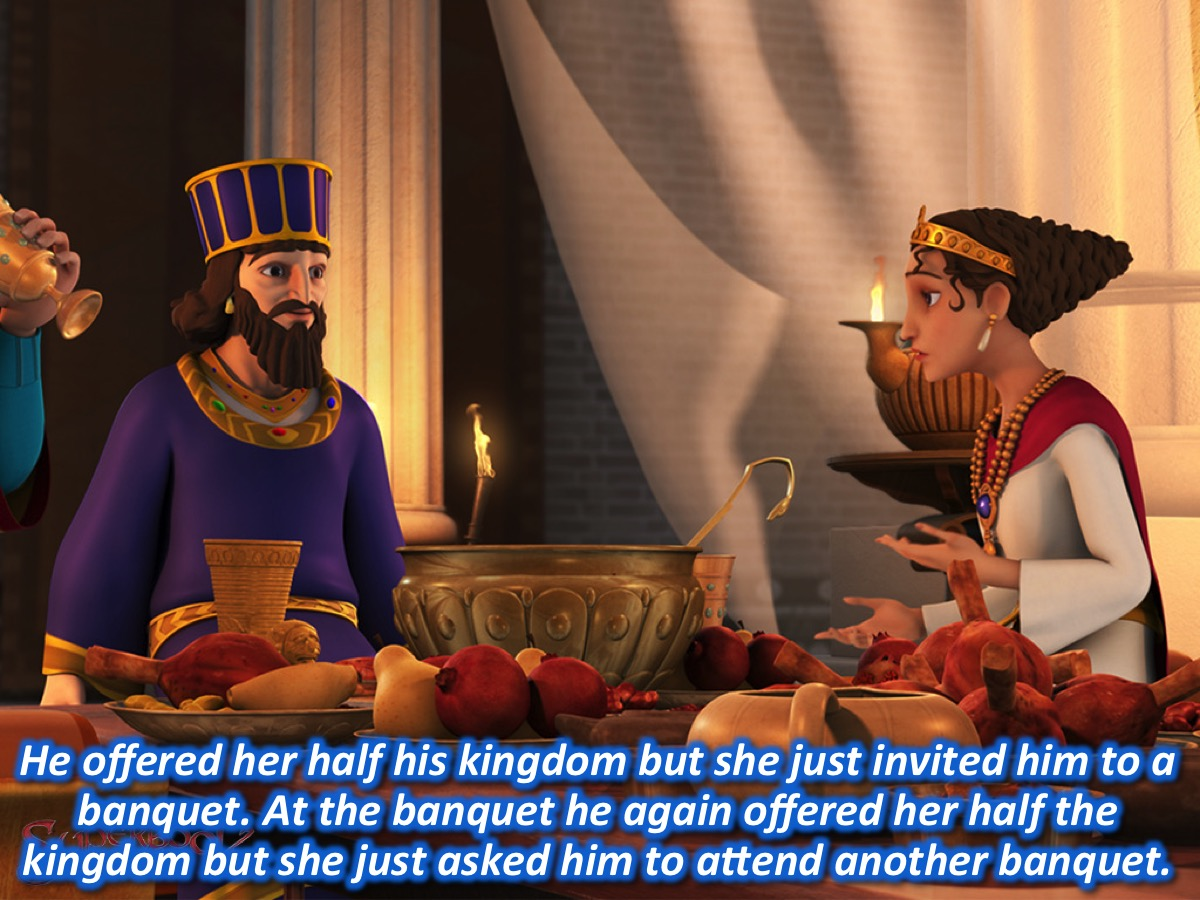 He offered her half his kingdom but she just invited him to a
banquet. At the banquet he again offered her half the
kingdom but she just asked him to attend another banquet.